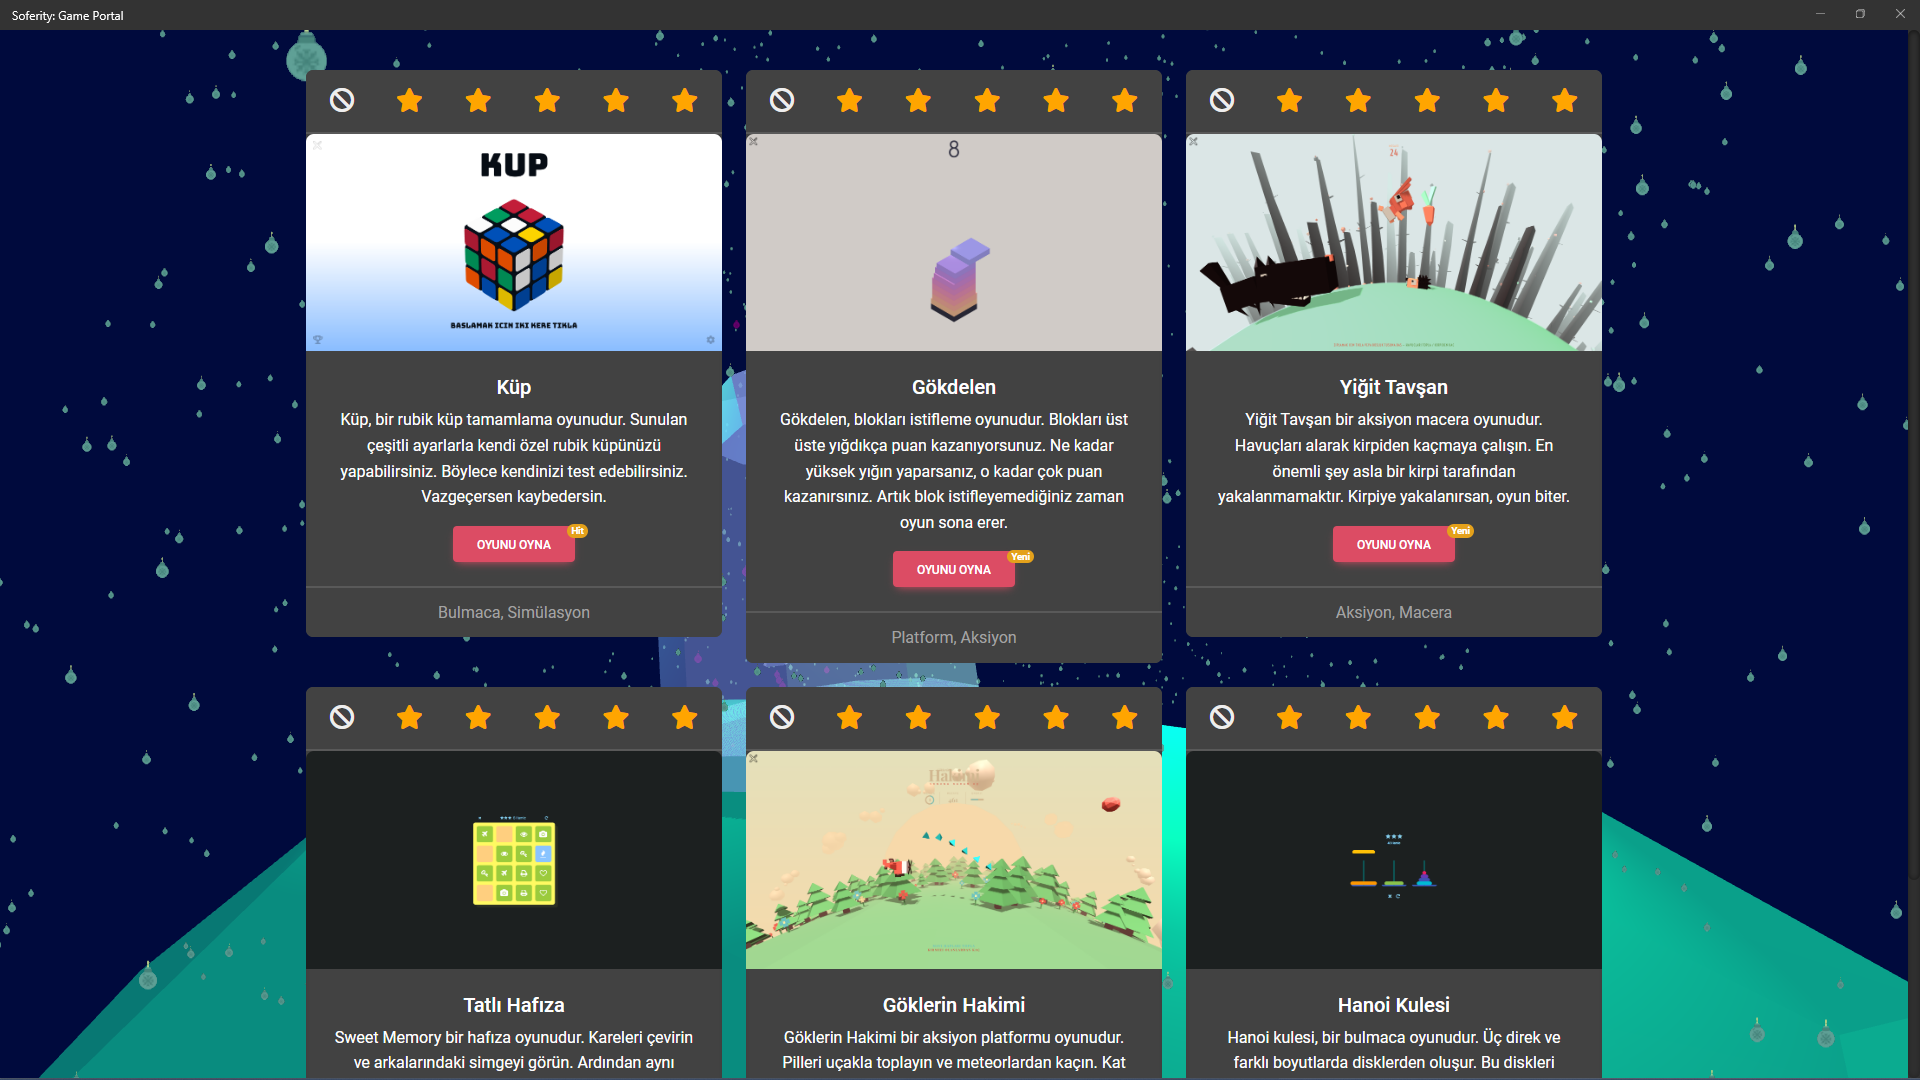 Soferity: Game Portal
KUP
BASLAMAK ICIN IKI KERE TIKLA
Küp
Küp, bir rubik küp tamamlama oyunudur. Sunulan
çeşitli ayarlarla kendi özel rubik küpünüzü
yapabilirsiniz. Böylece kendinizi test edebilirsiniz.
Vazgeçersen kaybedersin.
Hit
OYUNU OYNA
Bulmaca, Simülasyon
8
Gökdelen
Gökdelen, blokları istifleme oyunudur. Blokları üst
üste yığdıkça puan kazanıyorsunuz. Ne kadar
yüksek yığın yaparsanız, o kadar çok puan
kazanırsınız. Artık blok istifleyemediğiniz zaman
oyun sona erer.
Yeni
OYUNU OYNA
Platform, Aksiyon
24
Yiğit Tavşan
Yiğit Tavşan bir aksiyon macera oyunudur.
Havuçları alarak kirpiden kaçmaya çalışın. En
önemli şey asla bir kirpi tarafından
yakalanmamaktır. Kirpiye yakalanırsan, oyun biter.
Yeni
OYUNU OYNA
Aksiyon, Macera
Tatlı Hafıza
Sweet Memory bir hafıza oyunudur. Kareleri çevirin
ve arkalarındaki simgeyi görün. Ardından aynı
Hakimi
Göklerin Hakimi
Göklerin Hakimi bir aksiyon platformu oyunudur.
Pilleri uçakla toplayın ve meteorlardan kaçın. Kat
Hanoi Kulesi
Hanoi kulesi, bir bulmaca oyunudur. Üç direk ve
farklı boyutlarda disklerden oluşur. Bu diskleri